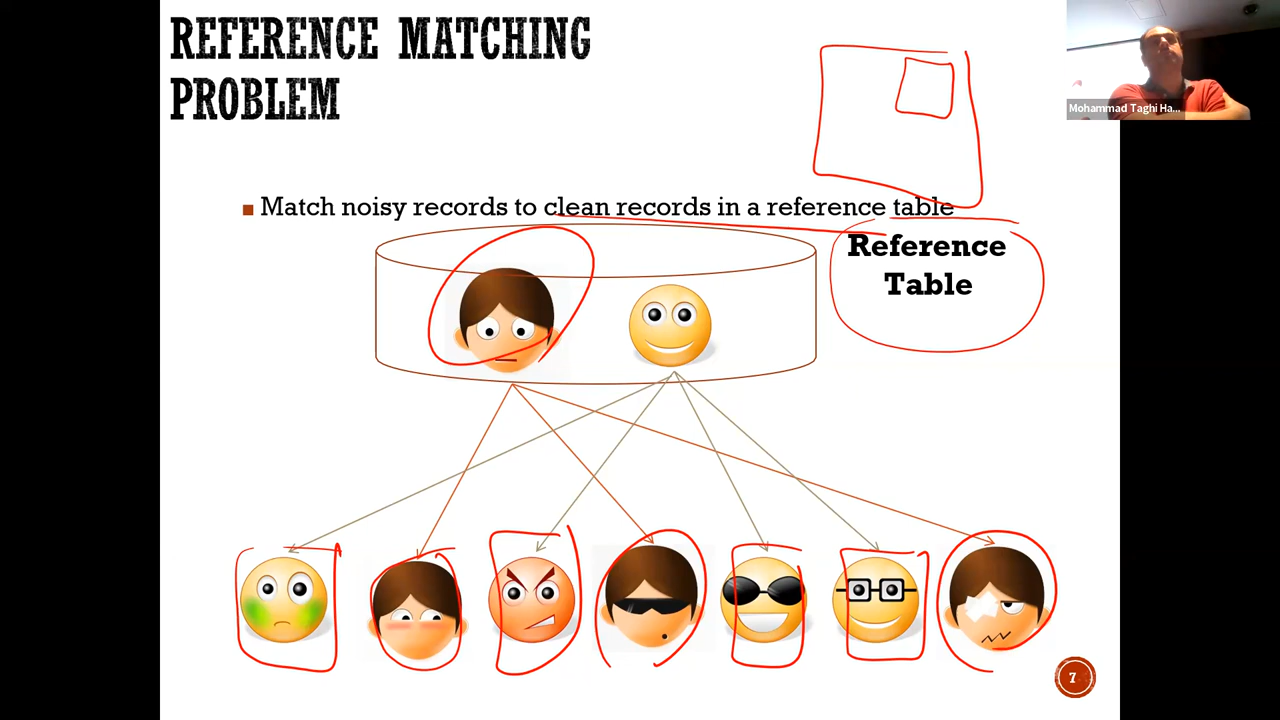 REFERENCE MATCHING
PROBLEM
Mohammad Taghi Ha...
■ Match noisy records to clean records in a reference table
Reference
Table
7